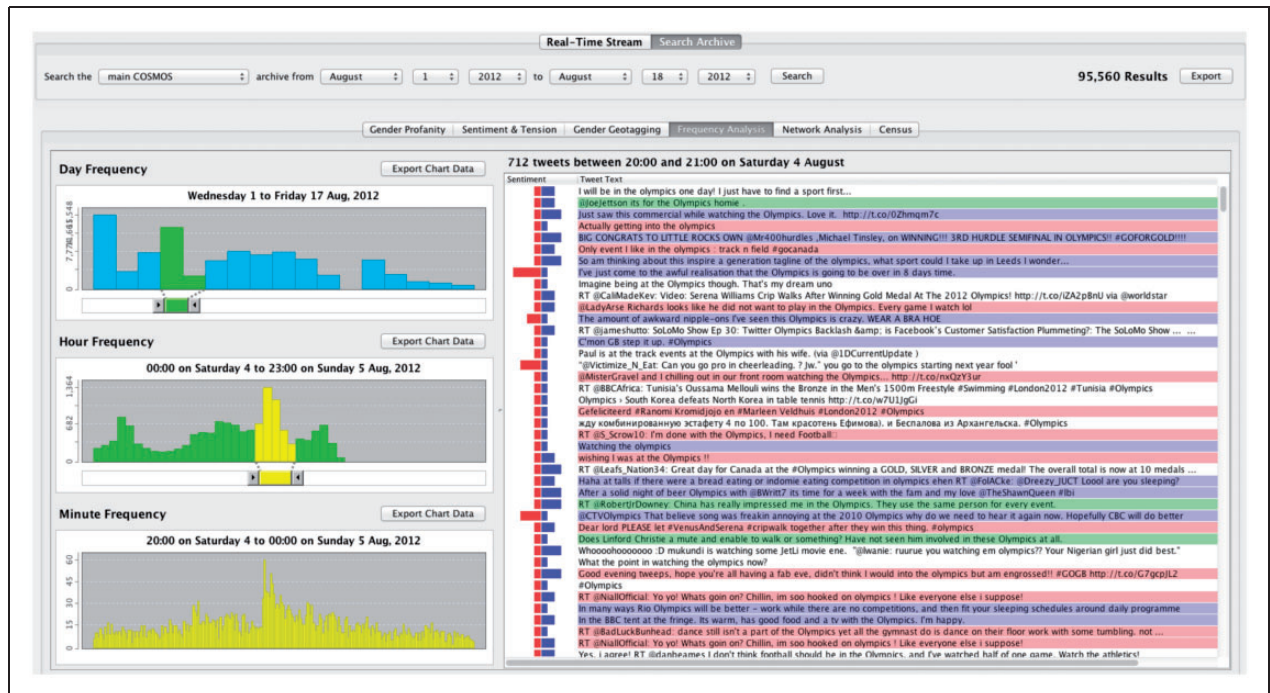 Real-Time Stream Search Archive
Search the main COSMOS archive from August 1 2012 to August 18 2012 Search 95,560 Results Export
Gender Profanity Sentiment & Tension Gender Geotagging Frequency Analysis Network Analysis Census
Day Frequency Export Chart Data
Wednesday 1 to Friday 17 Aug, 2012
0
Hour Frequency Export Chart Data
00:00 on Saturday 4 to 23:00 on Sunday 5 Aug, 2012
1,364
682
0
Minute Frequency Export Chart Data
20:00 on Saturday 4 to 00:00 on Sunday 5 Aug, 2012
60
45
30
15
0
712 tweets between 20:00 and 21:00 on Saturday 4 August
Sentiment Tweet Text
I will be in the olympics one day! I just have to find a sport first...
@JoeJettson its for the Olympics homie .
Just saw this commercial while watching the Olympics. Love it. http://t.co/0Zhmqm7c
Actually getting into the olympics
BIG CONGRATS TO LITTLE ROCKS OWN @Mr400hurdles ,Michael Tinsley, on WINNING!!! 3RD HURDLE SEMIFINAL IN OLYMPICS!! #GOFORGOLD!!!!
Only event I like in the olympics : track n field #gocanada
So am thinking about this inspire a generation tagline of the olympics, what sport could I take up in Leeds I wonder...
I've just come to the awful realisation that the Olympics is going to be over in 8 days time.
Imagine being at the Olympics though. That's my dream uno
RT @CaliMadeKev: Video: Serena Williams Crip Walks After Winning Gold Medal At The 2012 Olympics! http://t.co/iZA2pBnU via @worldstar
@LadyArse Richards looks like he did not want to play in the Olympics. Every game I watch lol
The amount of awkward nipple-ons I've seen this Olympics is crazy. WEAR A BRA HOE
RT @jameshutto: SoLoMo Show Ep 30: Twitter Olympics Backlash &amp; is Facebook's Customer Satisfaction Plummeting?: The SoLoMo Show ... ...
C'mon GB step it up. #Olympics
Paul is at the track events at the Olympics with his wife. (via @1DCurrentUpdate )
"@Victimize_N_Eat: Can you go pro in cheerleading. ? Jw." you go to the olympics starting next year fool '
@MisterGravel and I chilling out in our front room watching the Olympics... http://t.co/nxQzY3ur
RT @BBCAfrica: Tunisia's Oussama Mellouli wins the Bronze in the Men's 1500m Freestyle #Swimming #London2012 #Tunisia #Olympics
Olympics › South Korea defeats North Korea in table tennis http://t.co/w7U1JgGi
Gefeliciteerd #Ranomi Kromidjojo en #Marleen Veldhuis #London2012 #Olympics
жду комбинированную эстафету 4 по 100. Там красотень Ефимова). и Беспалова из Архангельска. #Olympics
RT @S_Scrow10: I'm done with the Olympics, I need Football
Watching the olympics
wishing I was at the Olympics !!
RT @Leafs_Nation34: Great day for Canada at the #Olympics winning a GOLD, SILVER and BRONZE medal! The overall total is now at 10 medals ...
Haha at talls if there were a bread eating or indomie eating competition in olympics ehen RT @FolACke: @Dreezy_JUCT Loool are you sleeping?
After a solid night of beer Olympics with @BWritt7 its time for a week with the fam and my love @TheShawnQueen #lbi
RT @RobertJrDowney: China has really impressed me in the Olympics. They use the same person for every event.
@CTVOlympics That believe song was freakin annoying at the 2010 Olympics why do we need to hear it again now. Hopefully CBC will do better
Dear lord PLEASE let #VenusAndSerena #cripwalk together after they win this thing. #olympics
Does Linford Christie a mute and enable to walk or something? Have not seen him involved in these Olympics at all.
Whoooohooooooo :D mukundi is watching some JetLi movie ene. "@lwanie: ruurue you watching em olympics?? Your Nigerian girl just did best."
What the point in watching the olympics now?
Good evening tweeps, hope you're all having a fab eve, didn't think I would into the olympics but am engrossed!! #GOGB http://t.co/G7gcpJL2
#Olympics
RT @NiallOfficial: Yo yo! Whats goin on? Chillin, im soo hooked on olympics ! Like everyone else i suppose!
In many ways Rio Olympics will be better - work while there are no competitions, and then fit your sleeping schedules around daily programme
In the BBC tent at the fringe. Its warm, has good food and a tv with the Olympics. I'm happy.
RT @BadLuckBunhead: dance still isn't a part of the Olympics yet all the gymnast do is dance on their floor work with some tumbling. not ...
RT @NiallOfficial: Yo yo! Whats goin on? Chillin, im soo hooked on olympics ! Like everyone else i suppose!
Yes, i agree! RT @danbeames I don't think football should be in the Olympics, and I've watched half of one game. Watch the athletics!